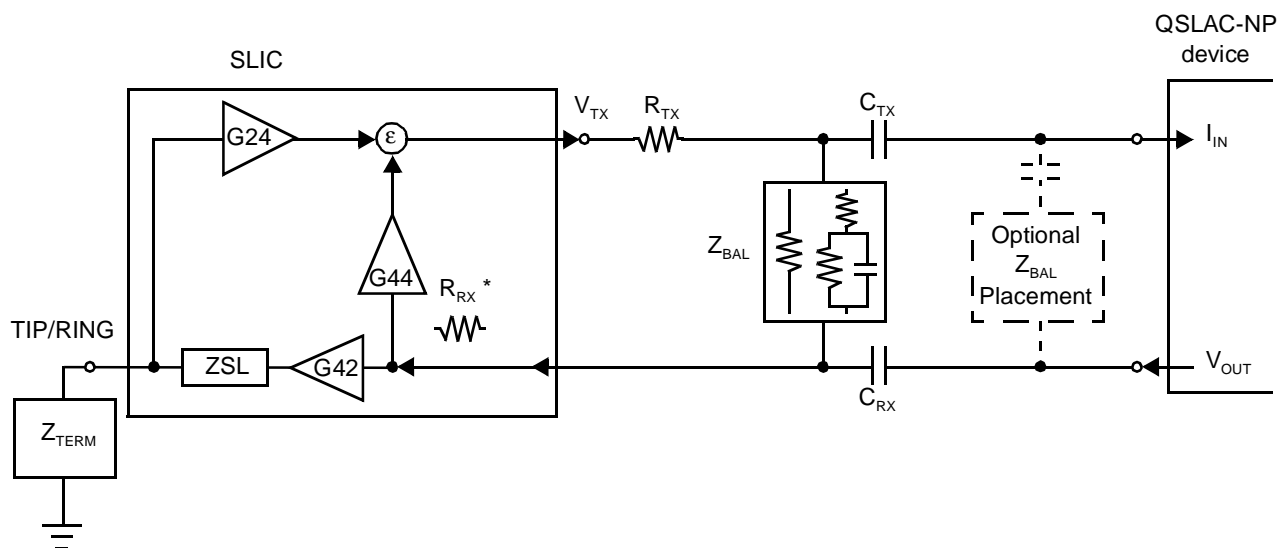 QSLAC-NP
device
SLIC
V_TX
R_TX
C_TX
G24
ε
I_IN
Z_BAL
Optional
Z_BAL
Placement
G44
R_RX *
TIP/RING
ZSL
G42
V_OUT
C_RX
Z_TERM